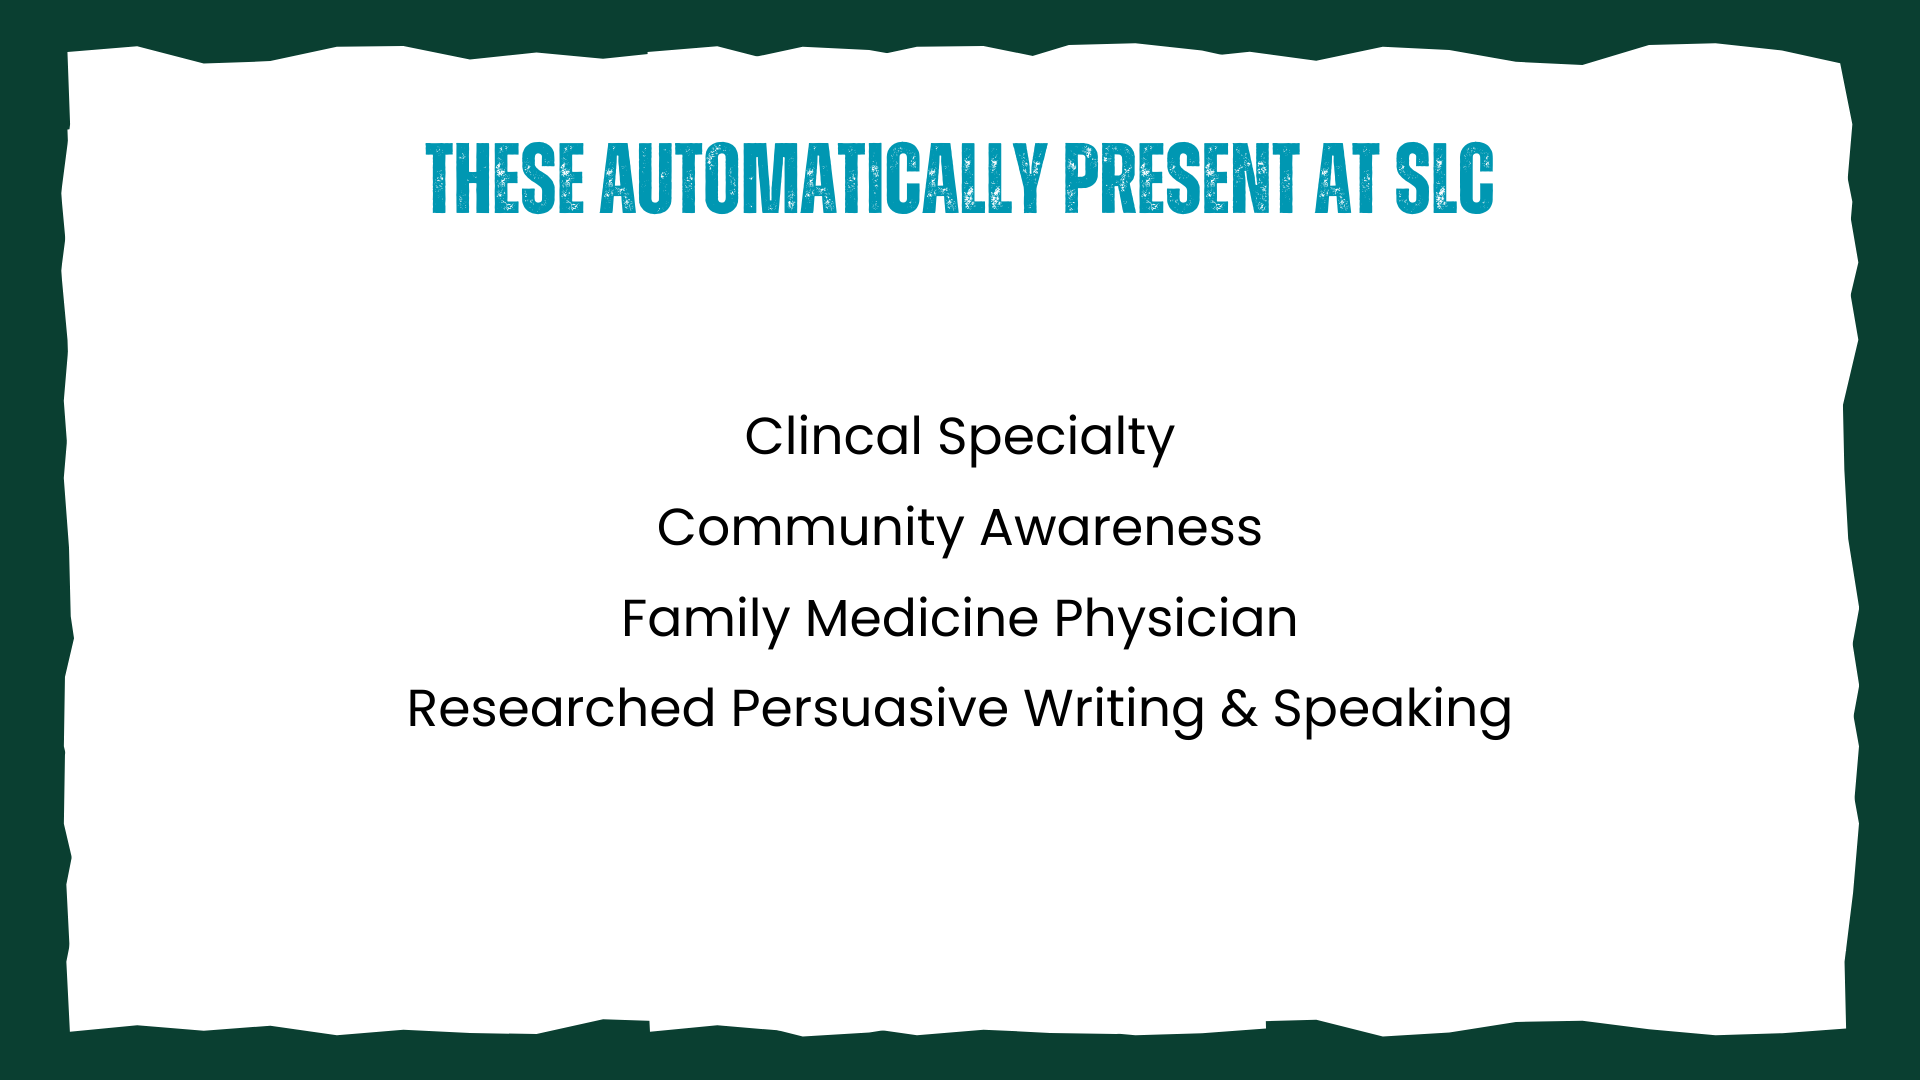 THESE AUTOMATICALLY PRESENT AT SLC
Clincal Specialty
Community Awareness
Family Medicine Physician
Researched Persuasive Writing & Speaking